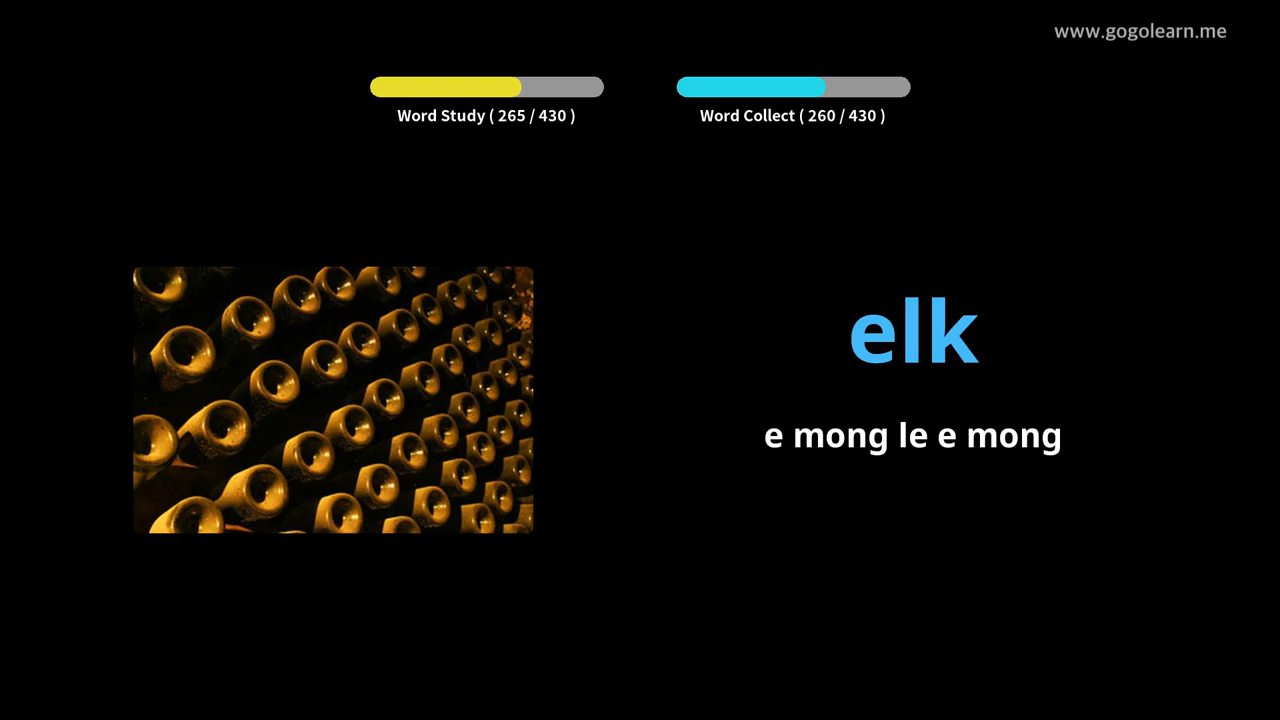 www.gogolearn.me
Word Study ( 265 / 430 )
Word Collect ( 260 / 430 )
elk
e mong le e mong